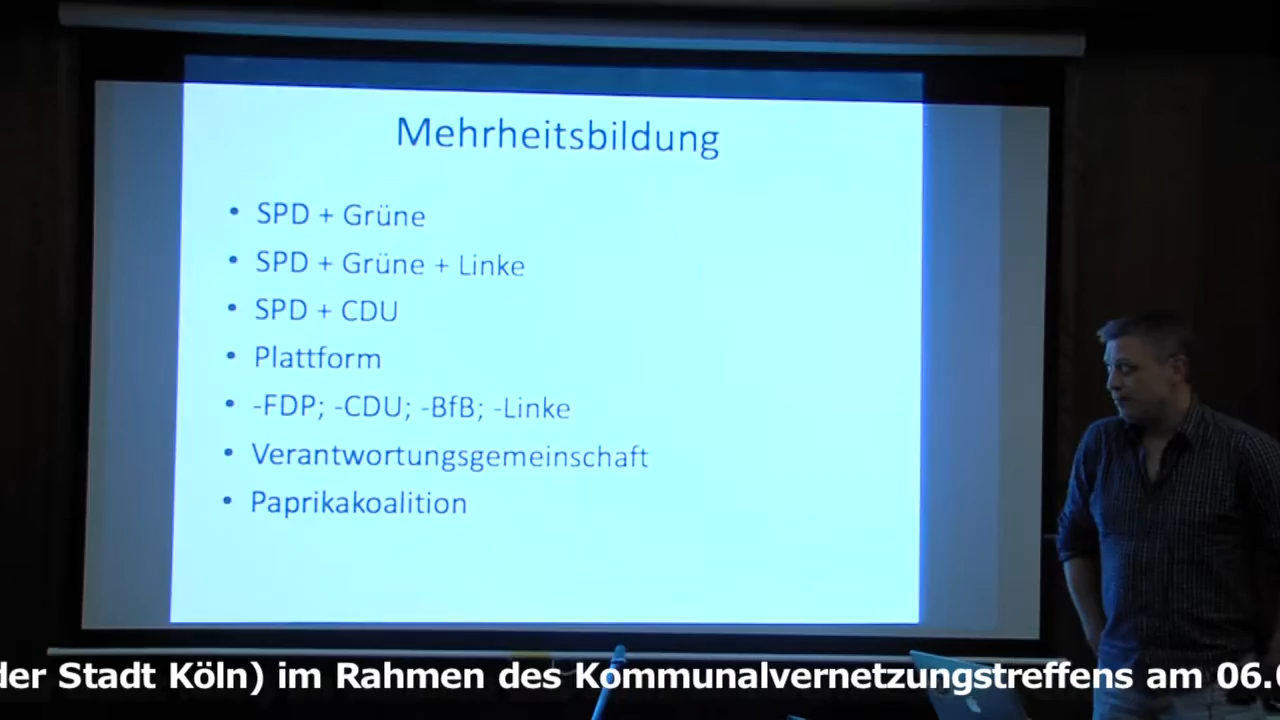 Mehrheitsbildung
• SPD + Grüne
• SPD + Grüne + Linke
• SPD + CDU
• Plattform
• -FDP; -CDU; -BfB; -Linke
• Verantwortungsgemeinschaft
• Paprikakoalition
der Stadt Köln) im Rahmen des Kommunalvernetzungstreffens am 06.